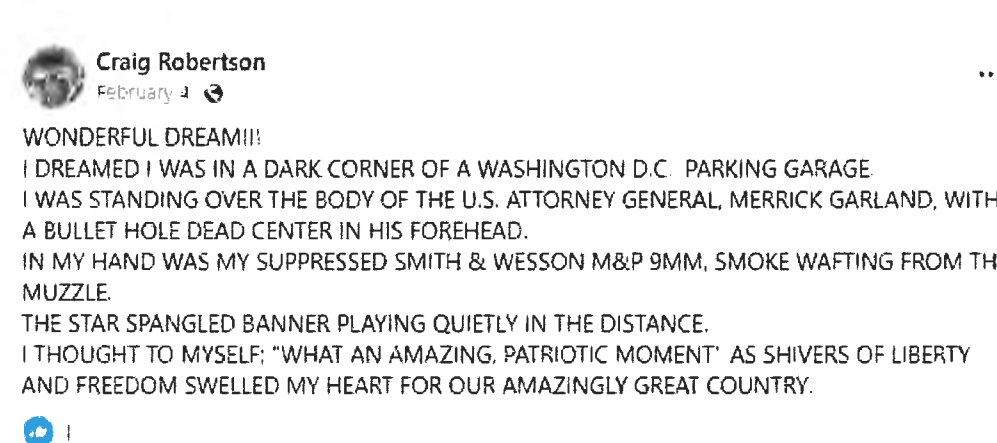 Craig Robertson
February
WONDERFUL DREAM!!!
I DREAMED I WAS IN A DARK CORNER OF A WASHINGTON D.C. PARKING GARAGE.
I WAS STANDING OVER THE BODY OF THE U.S. ATTORNEY GENERAL, MERRICK GARLAND, WITH
A BULLET HOLE DEAD CENTER IN HIS FOREHEAD.
IN MY HAND WAS MY SUPPRESSED SMITH & WESSON M&P 9MM, SMOKE WAFTING FROM TH
MUZZLE.
THE STAR SPANGLED BANNER PLAYING QUIETLY IN THE DISTANCE.
I THOUGHT TO MYSELF; "WHAT AN AMAZING, PATRIOTIC MOMENT" AS SHIVERS OF LIBERTY
AND FREEDOM SWELLED MY HEART FOR OUR AMAZINGLY GREAT COUNTRY.
1